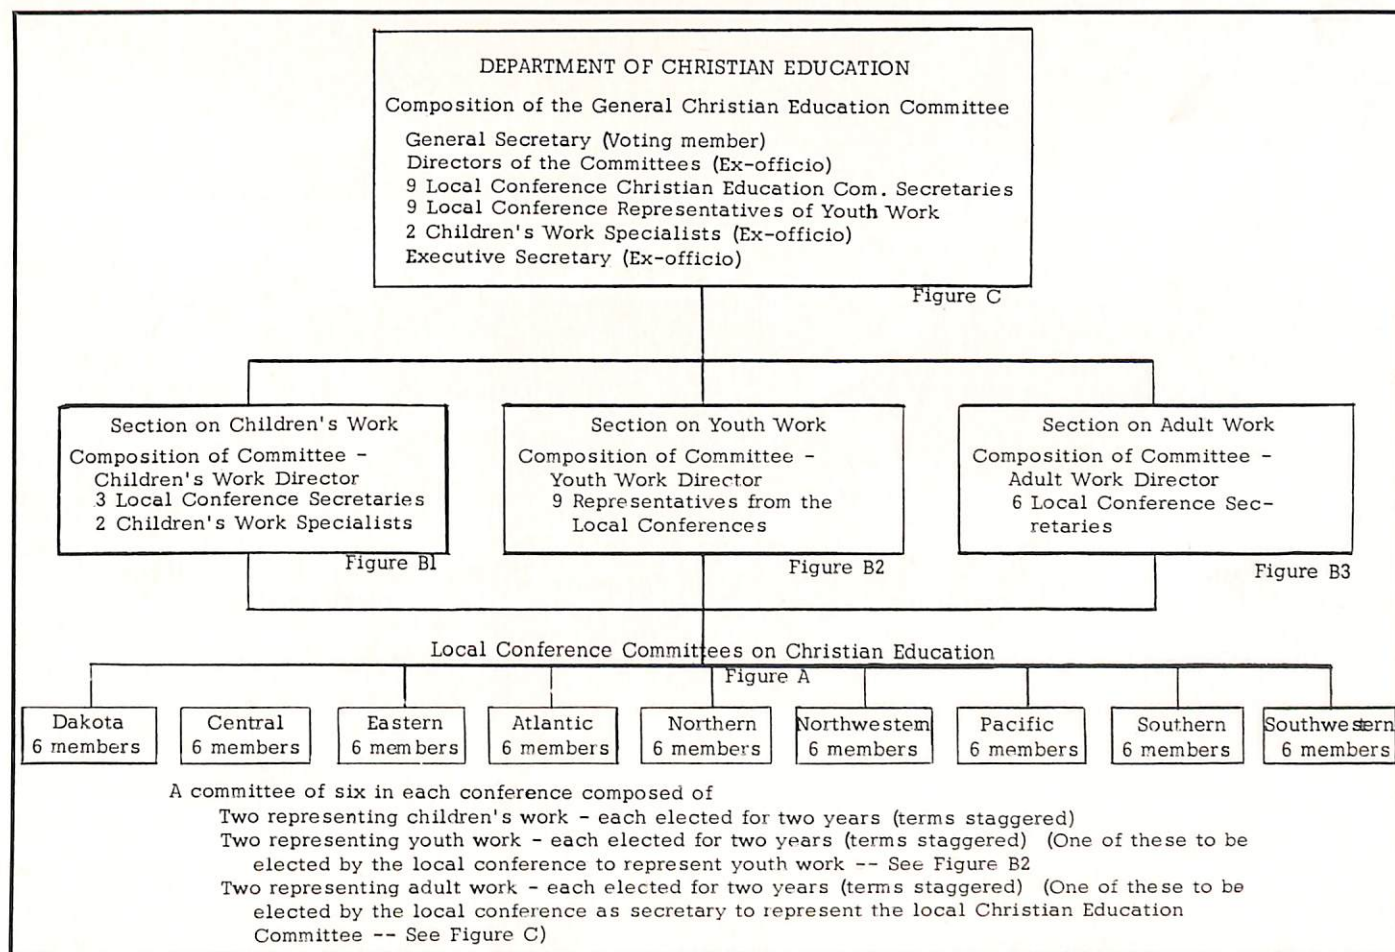 DEPARTMENT OF CHRISTIAN EDUCATION
Composition of the General Christian Education Committee
General Secretary (Voting member)
Directors of the Committees (Ex-officio)
9 Local Conference Christian Education Com. Secretaries
9 Local Conference Representatives of Youth Work
2 Children's Work Specialists (Ex-officio)
Executive Secretary (Ex-officio)
Figure C
Section on Children's Work
Composition of Committee -
Children's Work Director
3 Local Conference Secretaries
2 Children's Work Specialists
Figure B1
Section on Youth Work
Composition of Committee -
Youth Work Director
9 Representatives from the
Local Conferences
Figure B2
Section on Adult Work
Composition of Committee -
Adult Work Director
6 Local Conference Sec-
retaries
Figure B3
Local Conference Committees on Christian Education
Figure A
Dakota
6 members
Central
6 members
Eastern
6 members
Atlantic
6 members
Northern
6 members
Northwestern
6 members
Pacific
6 members
Southern
6 members
Southwestern
6 members
A committee of six in each conference composed of
Two representing children's work - each elected for two years (terms staggered)
Two representing youth work - each elected for two years (terms staggered) (One of these to be
elected by the local conference to represent youth work -- See Figure B2
Two representing adult work - each elected for two years (terms staggered) (One of these to be
elected by the local conference as secretary to represent the local Christian Education
Committee -- See Figure C)